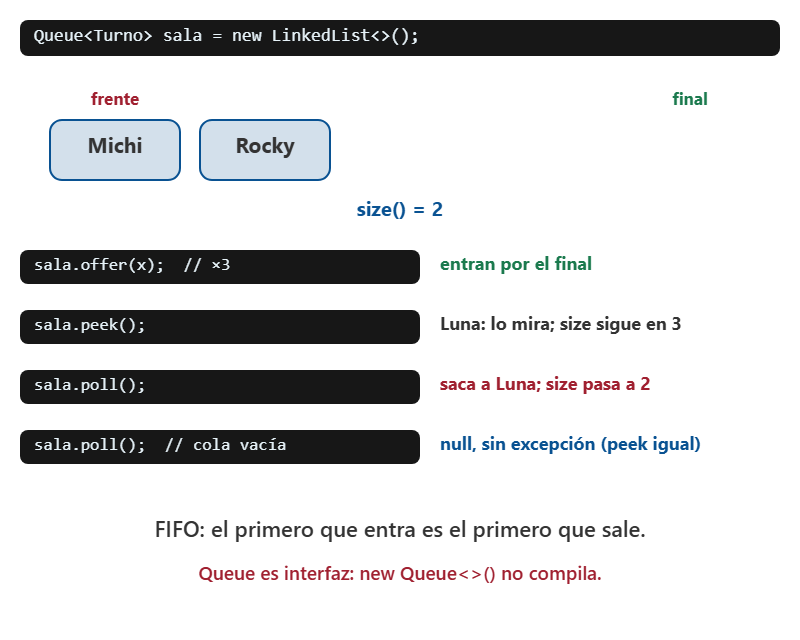 Queue<Turno> sala = new LinkedList<>();
frente
final
Michi
Rocky
size() = 2
sala.offer(x);  // ×3
entran por el final
sala.peek();
Luna: lo mira; size sigue en 3
sala.poll();
saca a Luna; size pasa a 2
sala.poll();  // cola vacía
null, sin excepción (peek igual)
FIFO: el primero que entra es el primero que sale.
Queue es interfaz: new Queue<>() no compila.